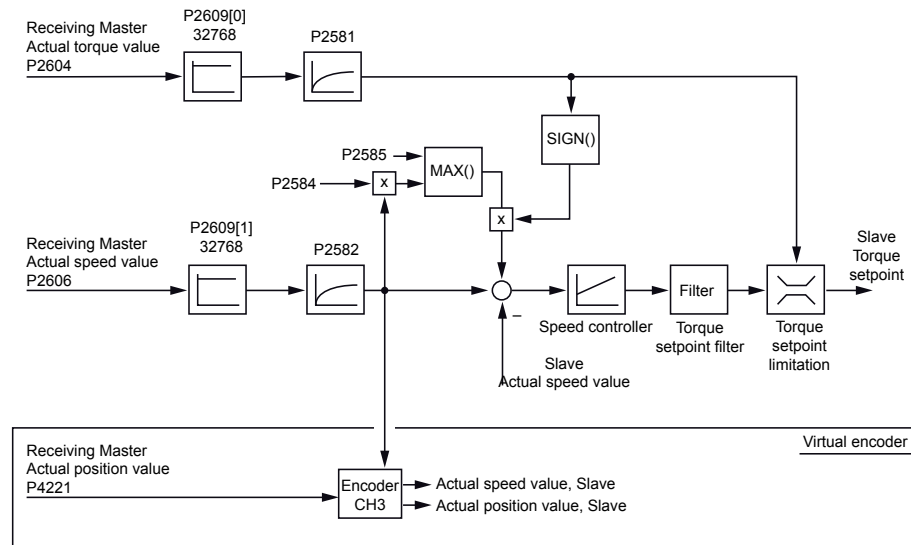 Receiving Master
Actual torque value
P2604
P2609[0]
32768
P2581
SIGN()
P2585
P2584
x
MAX()
x
Receiving Master
Actual speed value
P2606
P2609[1]
32768
P2582
–
Slave
Actual speed value
Speed controller
Filter
Torque
setpoint filter
Torque
setpoint
limitation
Slave
Torque
setpoint
Virtual encoder
Receiving Master
Actual position value
P4221
Encoder
CH3
Actual speed value, Slave
Actual position value, Slave